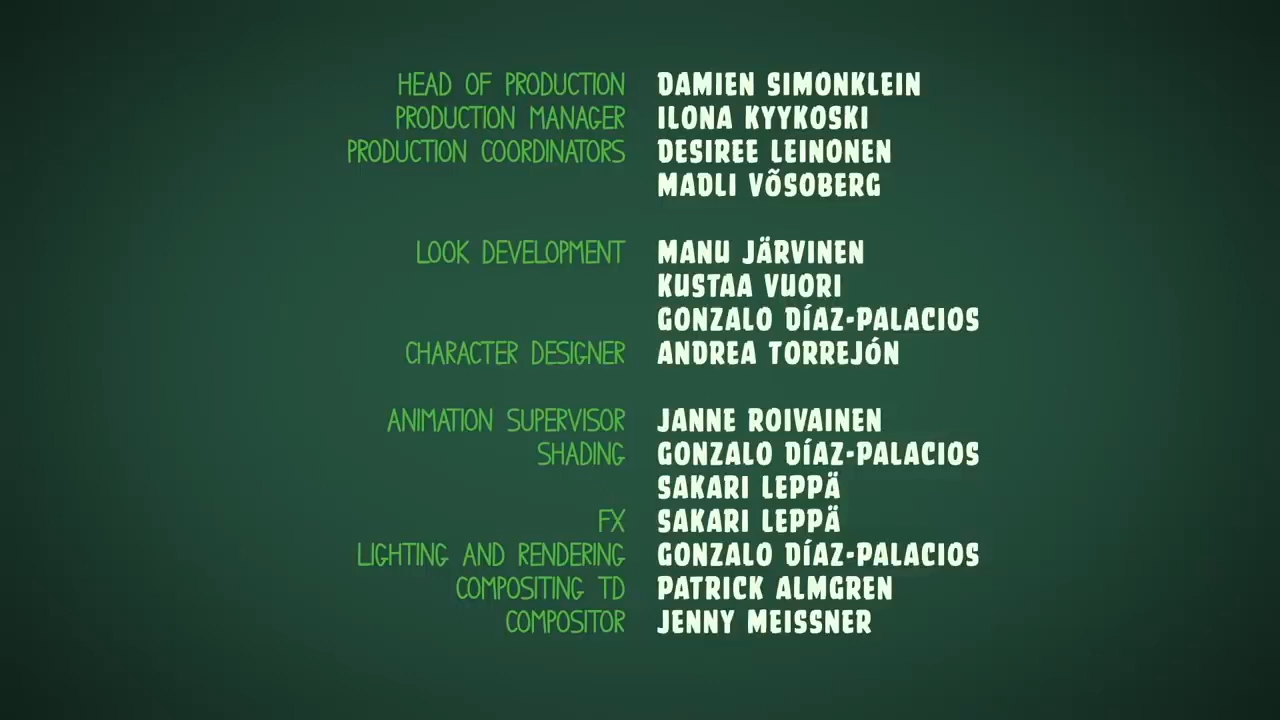 HEAD OF PRODUCTION DAMIEN SIMONKLEIN
PRODUCTION MANAGER ILONA KYYKOSKI
PRODUCTION COORDINATORS DESIREE LEINONEN
MADLI VÕSOBERG
LOOK DEVELOPMENT MANU JÄRVINEN
KUSTAA VUORI
GONZALO DÍAZ-PALACIOS
CHARACTER DESIGNER ANDREA TORREJÓN
ANIMATION SUPERVISOR JANNE ROIVAINEN
SHADING GONZALO DÍAZ-PALACIOS
SAKARI LEPPÄ
FX SAKARI LEPPÄ
LIGHTING AND RENDERING GONZALO DÍAZ-PALACIOS
COMPOSITING TD PATRICK ALMGREN
COMPOSITOR JENNY MEISSNER